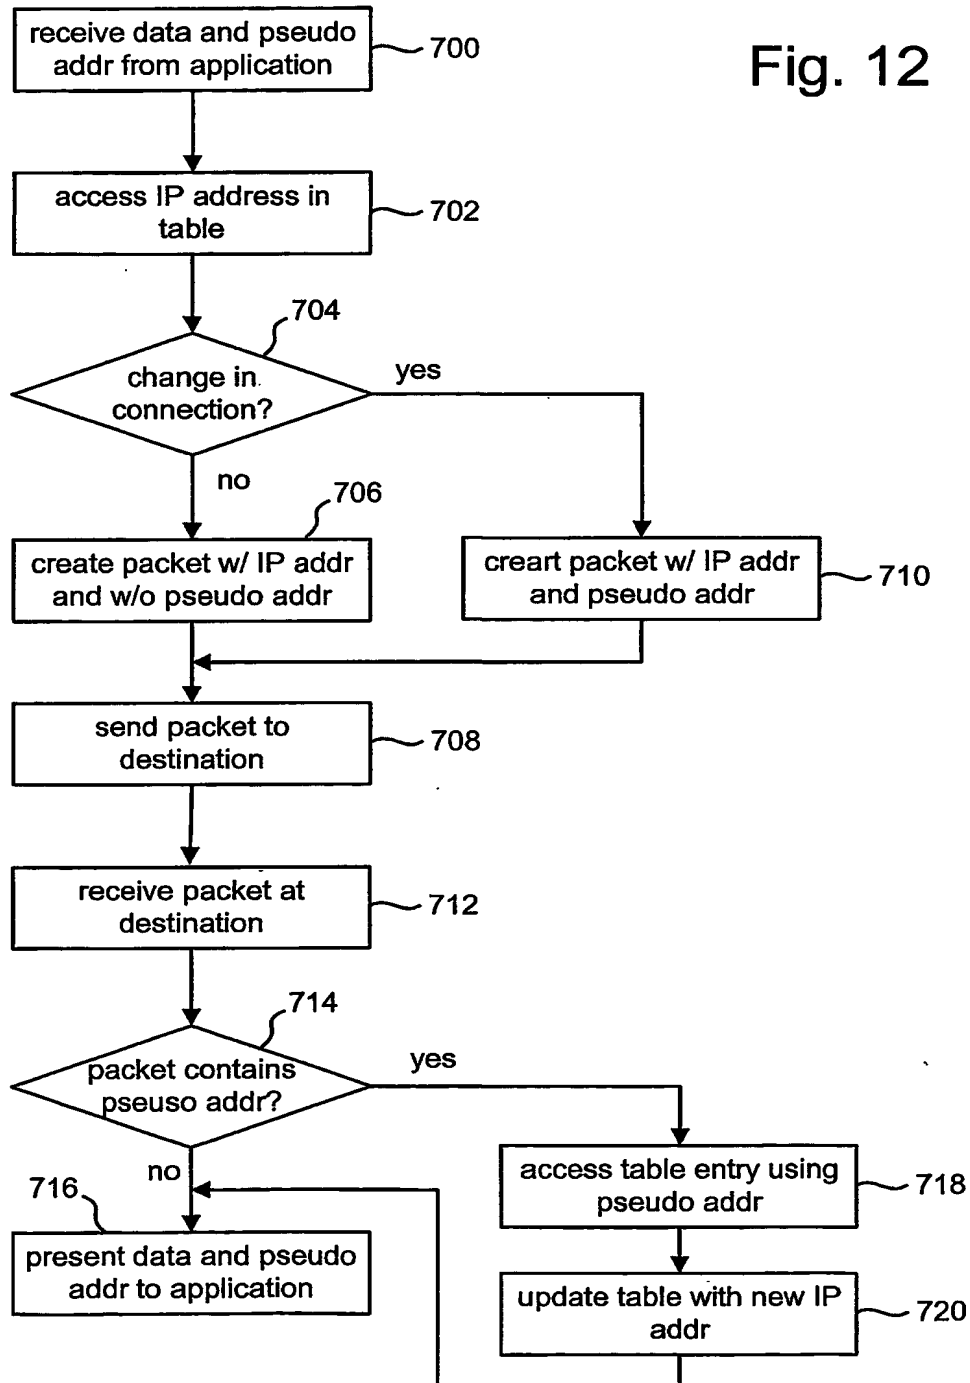 receive data and pseudo
addr from application
700
Fig. 12
access IP address in
table
702
704
change in
connection?
yes
no
706
create packet w/ IP addr
and w/o pseudo addr
creart packet w/ IP addr
and pseudo addr
710
send packet to
destination
708
receive packet at
destination
712
714
packet contains
pseuso addr?
yes
no
716
present data and pseudo
addr to application
access table entry using
pseudo addr
718
update table with new IP
addr
720